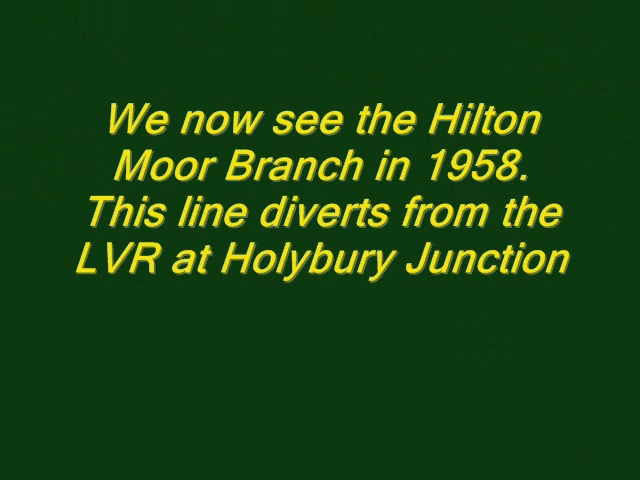 We now see the Hilton
Moor Branch in 1958.
This line diverts from the
LVR at Holybury Junction